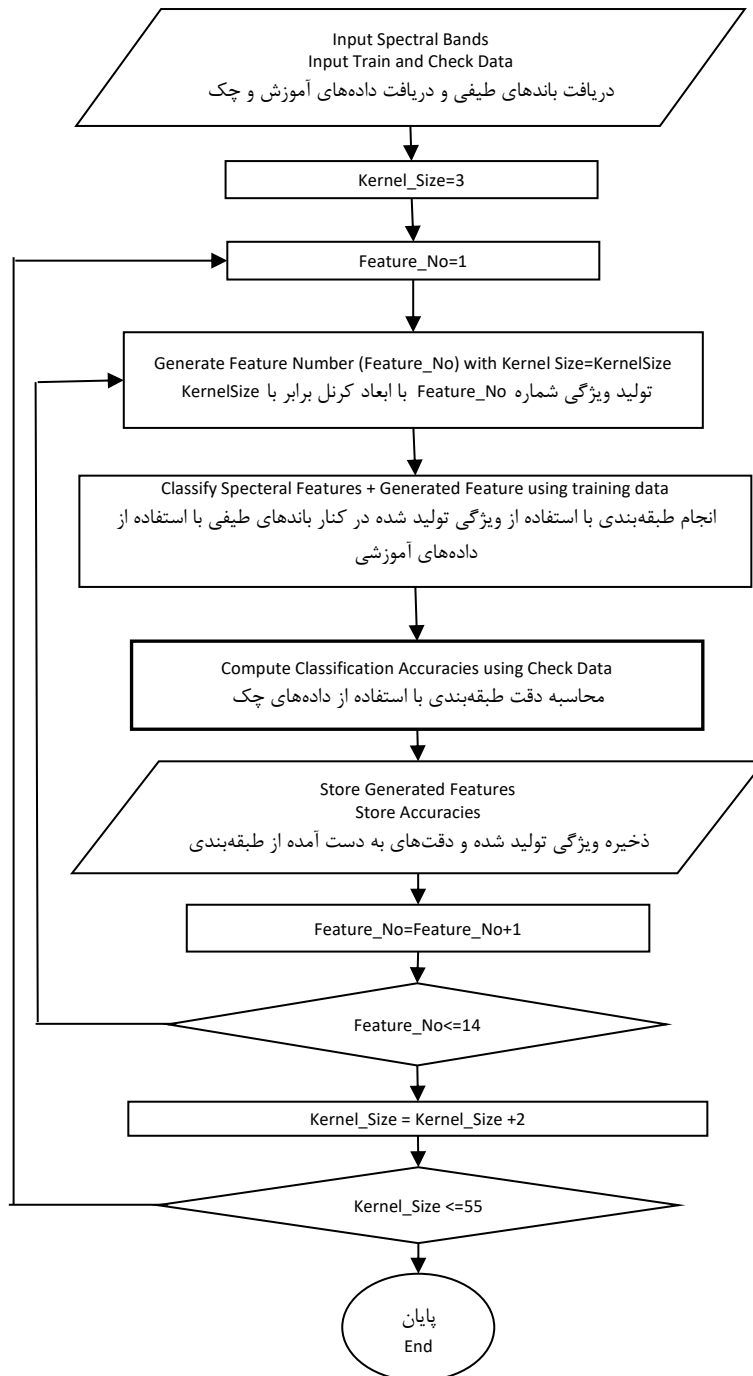 Input Spectral Bands
Input Train and Check Data
دریافت باندهای طیفی و دریافت داده‌های آموزش و چک
Kernel_Size=3
Feature_No=1
Generate Feature Number (Feature_No) with Kernel Size=KernelSize
تولید ویژگی شماره Feature_No با ابعاد کرنل برابر با KernelSize
Classify Specteral Features + Generated Feature using training data
انجام طبقه‌بندی با استفاده از ویژگی تولید شده در کنار باندهای طیفی با استفاده از
داده‌های آموزشی
Compute Classification Accuracies using Check Data
محاسبه دقت طبقه‌بندی با استفاده از داده‌های چک
Store Generated Features
Store Accuracies
ذخیره ویژگی تولید شده و دقت‌های به دست آمده از طبقه‌بندی
Feature_No=Feature_No+1
Feature_No<=14
Kernel_Size = Kernel_Size +2
Kernel_Size <=55
پایان
End